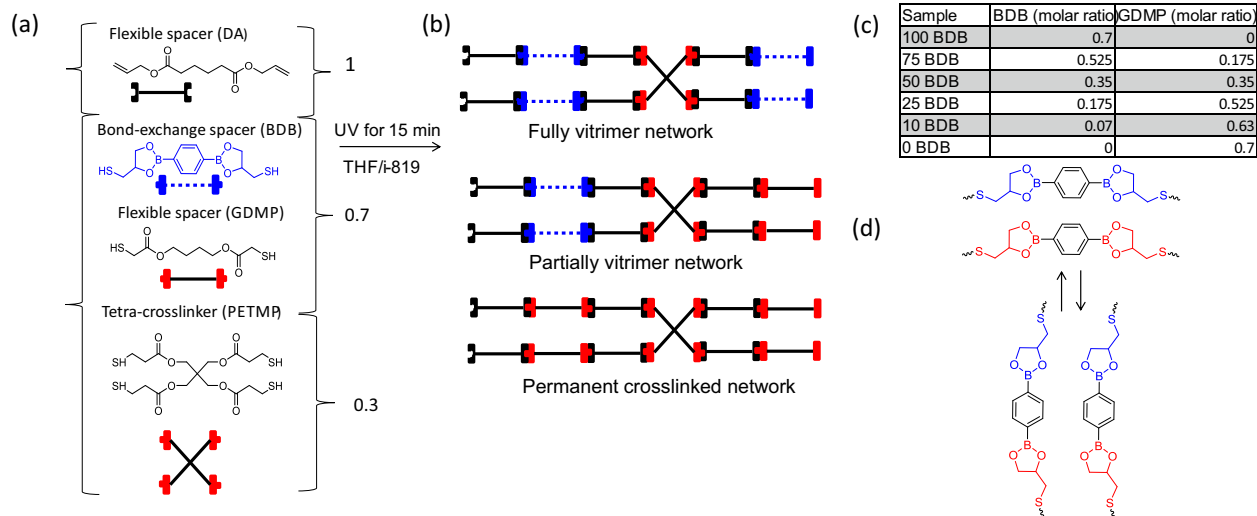 (a)
Flexible spacer (DA)
O
O
O
O
1
Bond-exchange spacer (BDB)
O
O
B
B
O
O
HS
SH
Flexible spacer (GDMP)
SH
O
O
O
O
SH
0.7
Tetra-crosslinker (PETMP)
SH
O
O
SH
O
O
SH
O
O
SH
O
O
0.3
UV for 15 min
THF/i-819
(b)
Fully vitrimer network
Partially vitrimer network
Permanent crosslinked network
(c)
Sample BDB (molar ratio) GDMP (molar ratio)
100 BDB 0.7 0
75 BDB 0.525 0.175
50 BDB 0.35 0.35
25 BDB 0.175 0.525
10 BDB 0.07 0.63
0 BDB 0 0.7
(d)
S
O
O
B
B
O
O
S
S
O
O
B
B
O
O
S
S
S
O
O
O
O
B
B
B
B
O
O
O
O
S
S